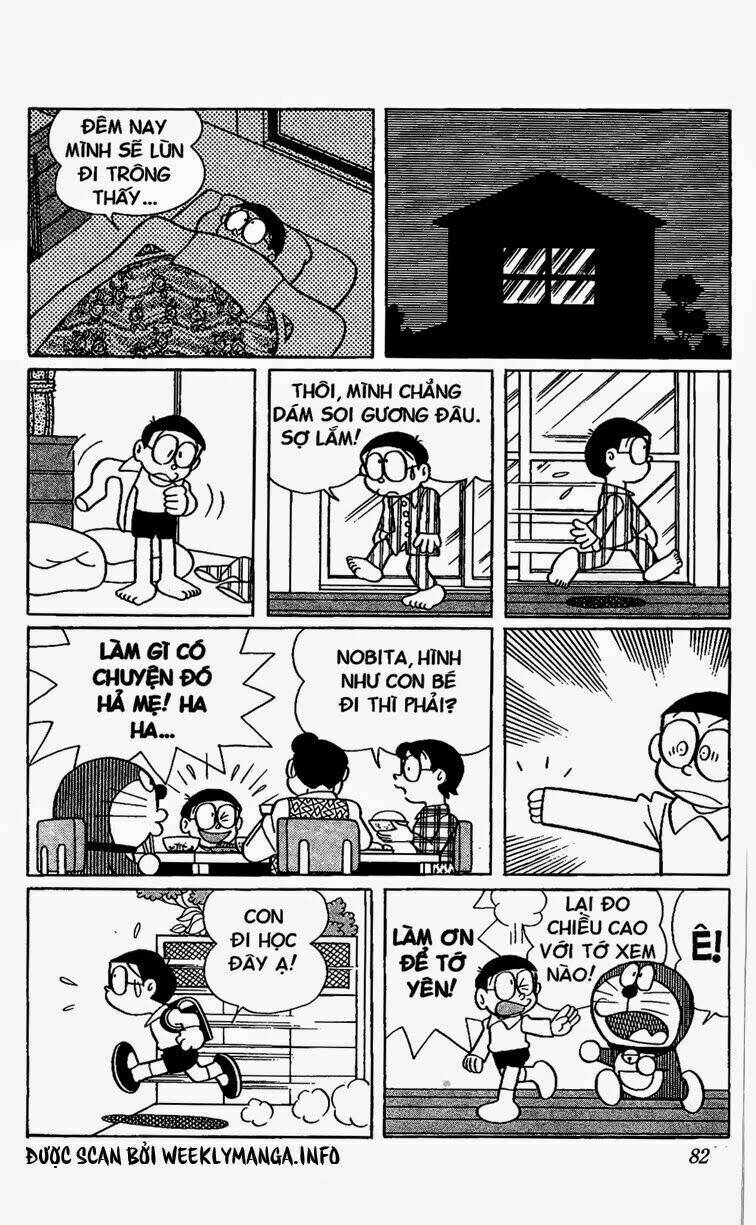 ĐÊM NAY
MÌNH SẼ LÙN
ĐI TRÔNG
THẤY...
THÔI, MÌNH CHẲNG
DÁM SOI GƯƠNG ĐÂU.
SỢ LẮM!
LÀM GÌ CÓ
CHUYỆN ĐÓ
HẢ MẸ! HA
HA...
NOBITA, HÌNH
NHƯ CON BÉ
ĐI THÌ PHẢI?
CON
ĐI HỌC
ĐÂY Ạ!
LÀM ƠN
ĐỂ TỚ
YÊN!
LẠI ĐO
CHIỀU CAO
VỚI TỚ XEM
NÀO!
Ê!
ĐƯỢC SCAN BỞI WEEKLYMANGA.INFO
82